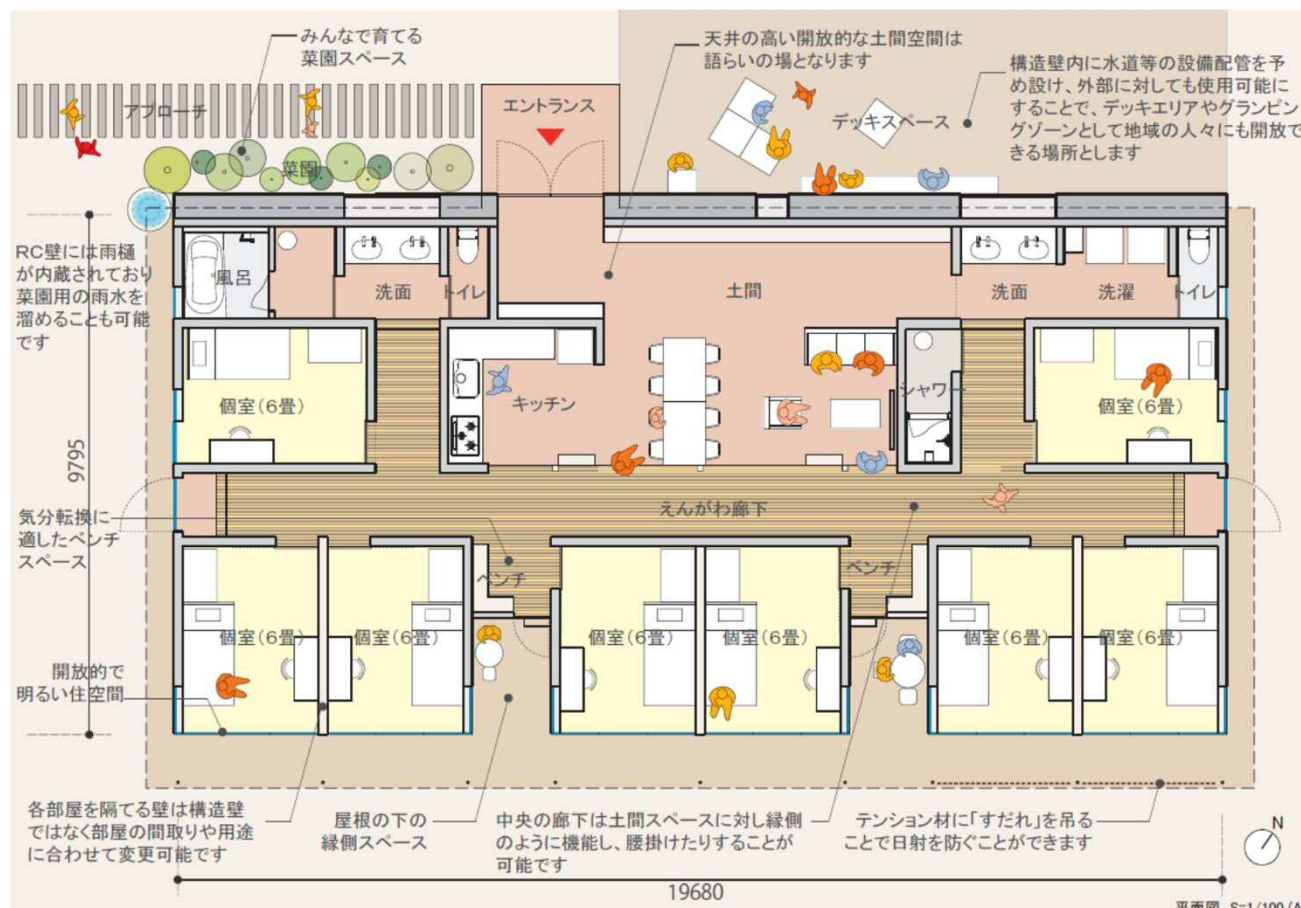 みんなで育てる
菜園スペース
天井の高い開放的な土間空間は
語らいの場となります
構造壁内に水道等の設備配管を予
め設け、外部に対しても使用可能に
することで、デッキエリアやグランピン
グゾーンとして地域の人々にも開放で
きる場所とします
アプローチ
エントランス
デッキスペース
菜園
RC壁には雨樋
が内蔵されており
菜園用の雨水を
溜めることも可能
です
風呂
洗面
トイレ
土間
洗面
洗濯
トイレ
個室(6畳)
キッチン
シャワー
個室(6畳)
9795
えんがわ廊下
気分転換に
適したベンチ
スペース
ベンチ
ベンチ
個室(6畳)
個室(6畳)
個室(6畳)
個室(6畳)
個室(6畳)
個室(6畳)
開放的で
明るい住空間
各部屋を隔てる壁は構造壁
ではなく部屋の間取りや用途
に合わせて変更可能です
屋根の下の
縁側スペース
中央の廊下は土間スペースに対し縁側
のように機能し、腰掛けたりすることが
可能です
テンション材に「すだれ」を吊る
ことで日射を防ぐことができます
N
19680
平面図 S=1/100 (A